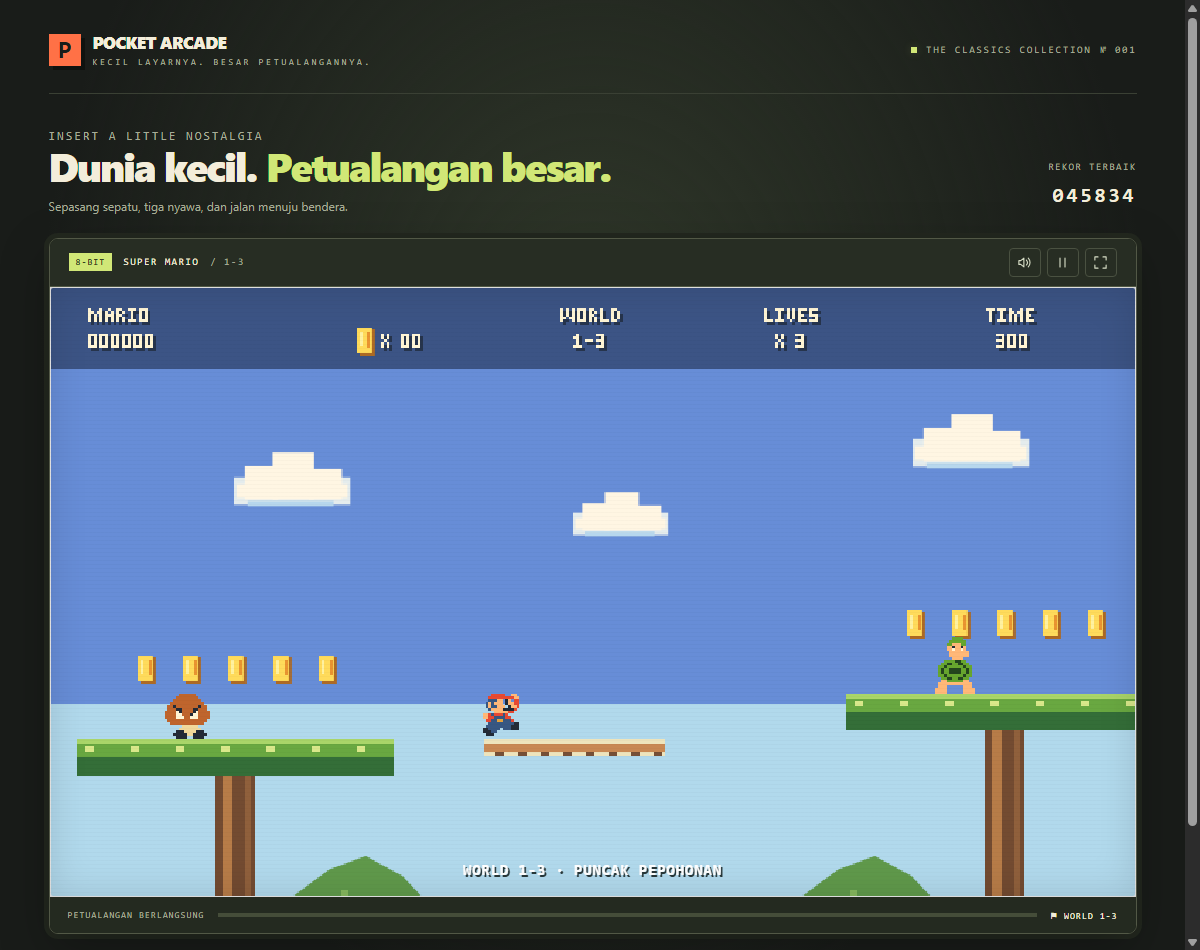 P
POCKET ARCADE
KECIL LAYARNYA. BESAR PETUALANGANNYA.
THE CLASSICS COLLECTION № 001
INSERT A LITTLE NOSTALGIA
Dunia kecil. Petualangan besar.
Sepasang sepatu, tiga nyawa, dan jalan menuju bendera.
REKOR TERBAIK
045834
8-BIT SUPER MARIO / 1-3
MARIO WORLD LIVES TIME
000000 X 00 1-3 X 3 300
WORLD 1-3 · PUNCAK PEPOHONAN
PETUALANGAN BERLANGSUNG WORLD 1-3